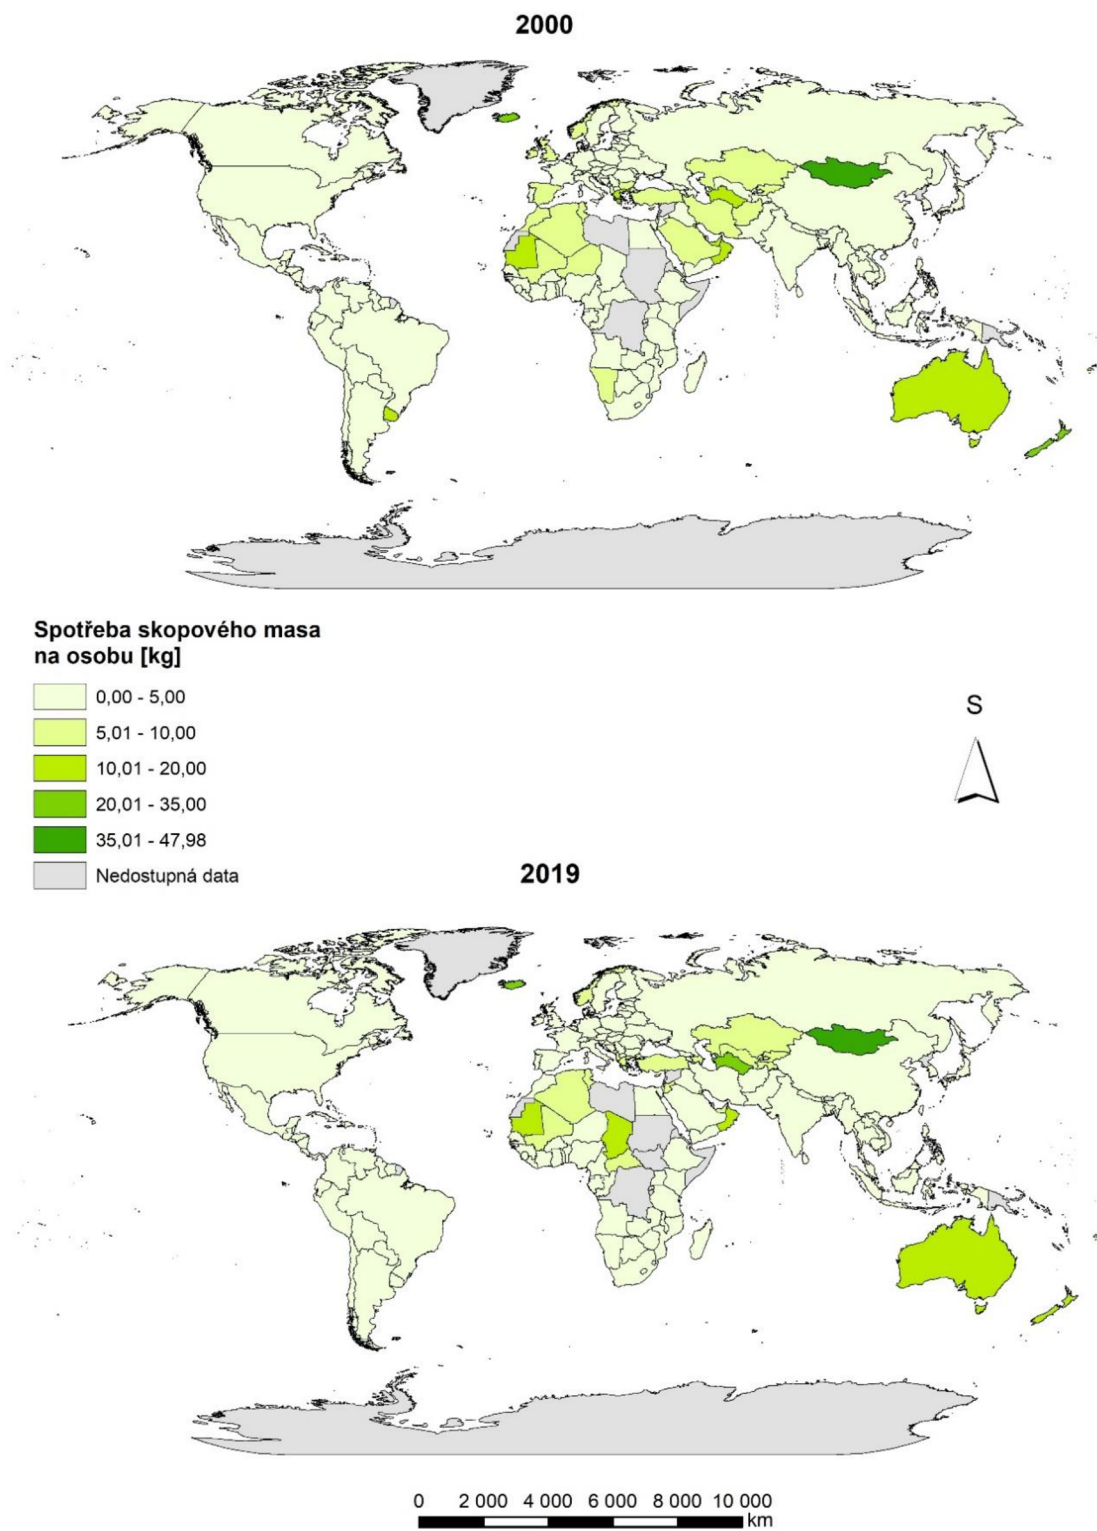 2000
Spotřeba skopového masa
na osobu [kg]
0,00 - 5,00
5,01 - 10,00
10,01 - 20,00
20,01 - 35,00
35,01 - 47,98
Nedostupná data
S
2019
0 2 000 4 000 6 000 8 000 10 000
km